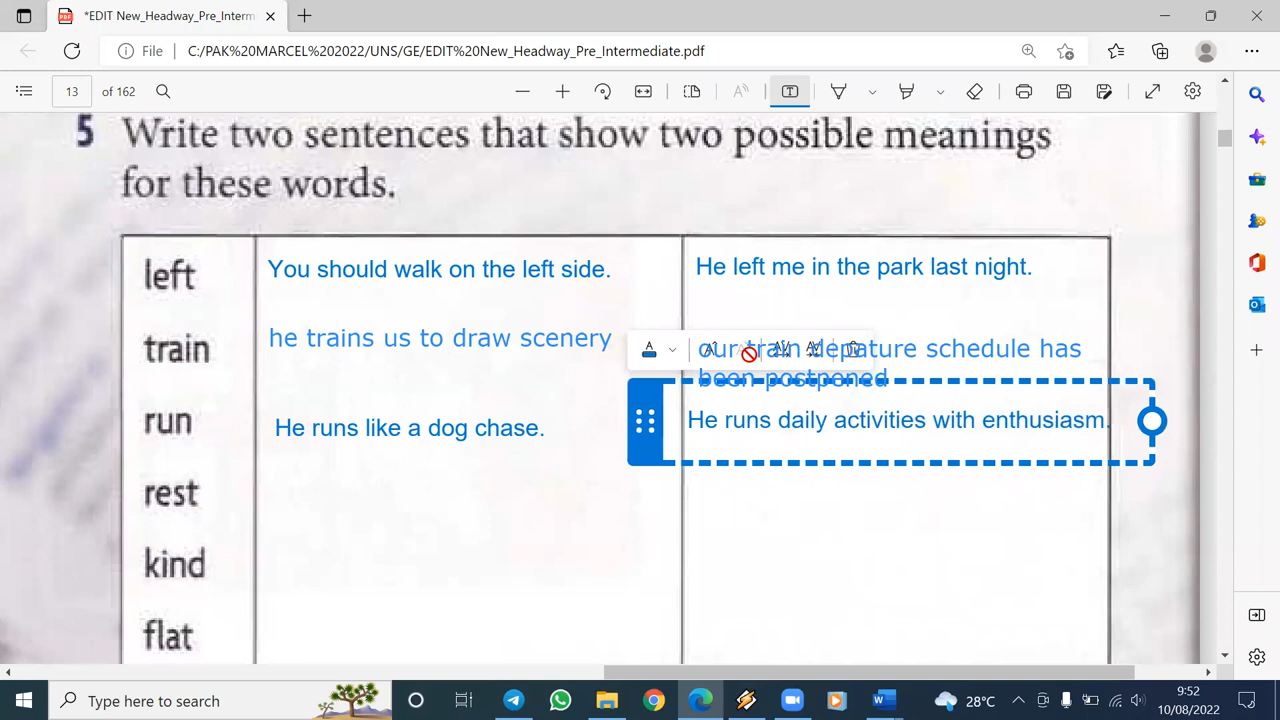 *EDIT New_Headway_Pre_Interm
File
C:/PAK%20MARCEL%202022/UNS/GE/EDIT%20New_Headway_Pre_Intermediate.pdf
13 of 162
5 Write two sentences that show two possible meanings
for these words.
left
You should walk on the left side.
He left me in the park last night.
train
he trains us to draw scenery
our train depature schedule has
been postponed
run
He runs like a dog chase.
He runs daily activities with enthusiasm.
rest
kind
flat
Type here to search
28°C
9:52
10/08/2022